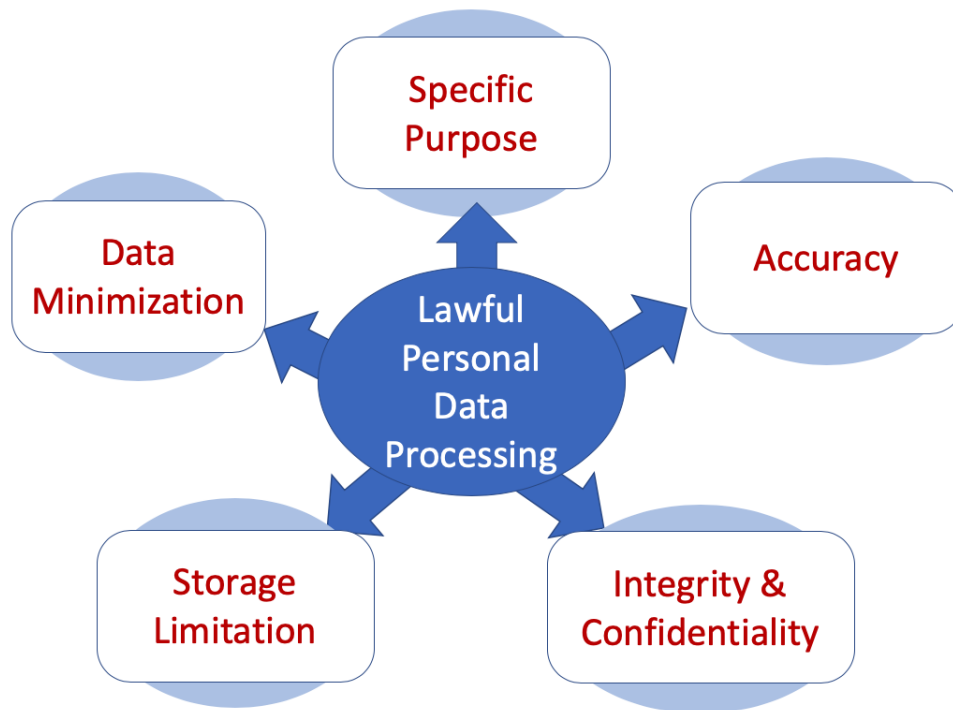 Specific
Purpose
Data
Minimization
Accuracy
Lawful
Personal
Data
Processing
Storage
Limitation
Integrity &
Confidentiality